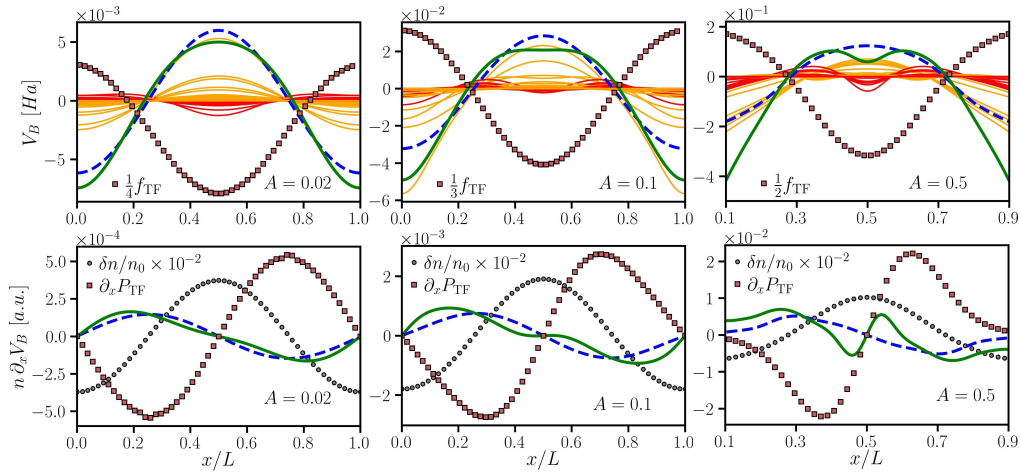 ×10⁻³
×10⁻²
×10⁻¹
V_B [Ha]
5
0
−5
1/4 f_TF
A = 0.02
0.0 0.2 0.4 0.6 0.8 1.0
2
0
−2
−4
−6
1/3 f_TF
A = 0.1
0.0 0.2 0.4 0.6 0.8 1.0
2
0
−2
−4
1/2 f_TF
A = 0.5
0.1 0.3 0.5 0.7 0.9
×10⁻⁴
×10⁻³
×10⁻²
n ∂ₓV_B [a.u.]
5.0
2.5
0.0
−2.5
−5.0
δn/n₀ × 10⁻²
∂ₓP_TF
A = 0.02
0.0 0.2 0.4 0.6 0.8 1.0
x/L
2
0
−2
δn/n₀ × 10⁻²
∂ₓP_TF
A = 0.1
0.0 0.2 0.4 0.6 0.8 1.0
x/L
2
1
0
−1
−2
δn/n₀ × 10⁻²
∂ₓP_TF
A = 0.5
0.1 0.3 0.5 0.7 0.9
x/L